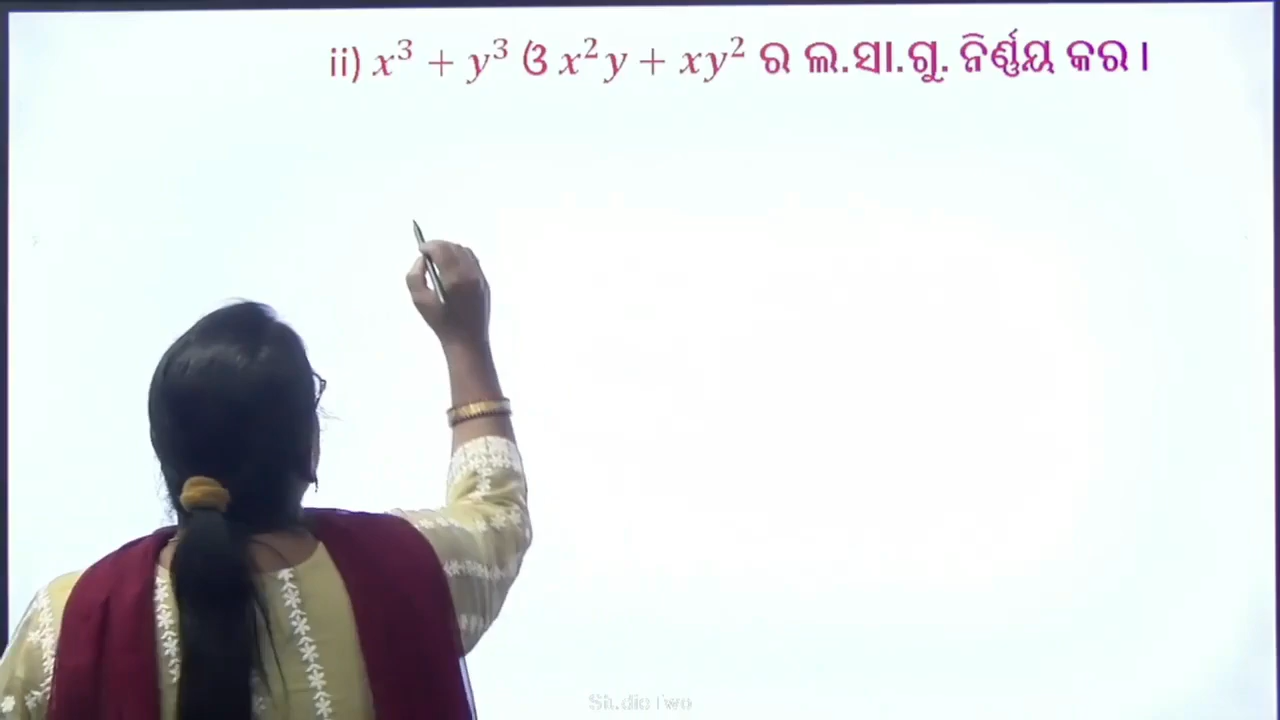 ii) x³ + y³ ଓ x²y + xy² ର ଲ.ସା.ଗୁ. ନିର୍ଣ୍ଣୟ କର।